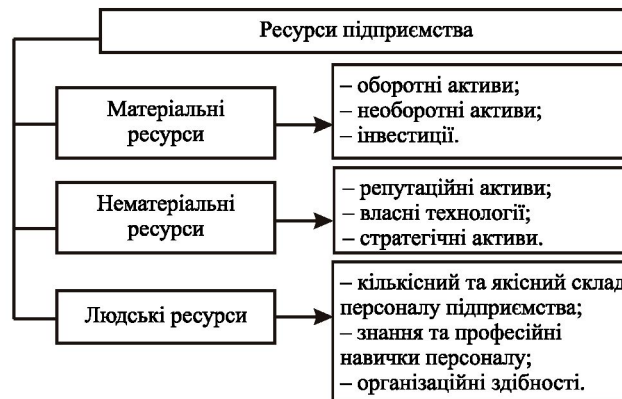 Ресурси підприємства
Матеріальні
ресурси
– оборотні активи;
– необоротні активи;
– інвестиції.
Нематеріальні
ресурси
– репутаційні активи;
– власні технології;
– стратегічні активи.
Людські ресурси
– кількісний та якісний склад
персоналу підприємства;
– знання та професійні
навички персоналу;
– організаційні здібності.